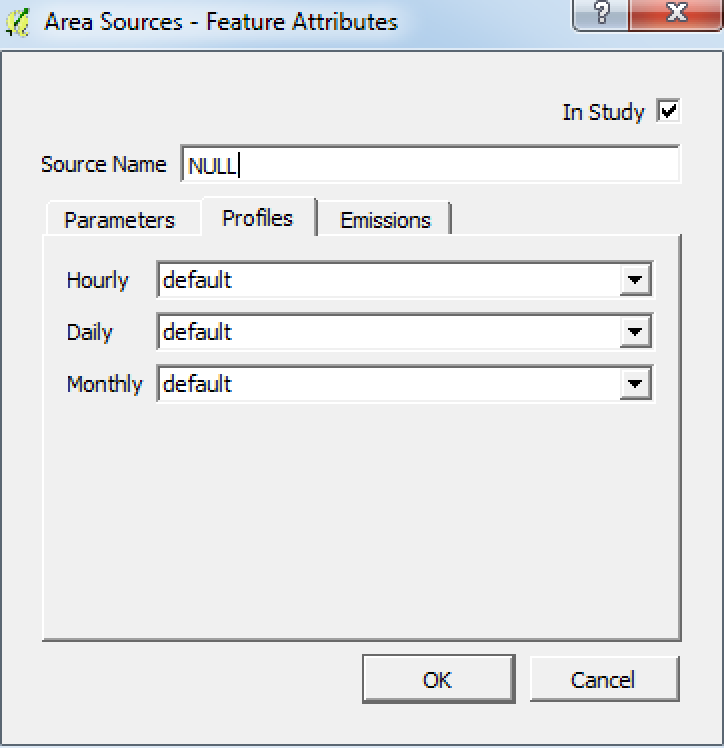 Area Sources - Feature Attributes
In Study
Source Name NULL
Parameters Profiles Emissions
Hourly default
Daily default
Monthly default
OK Cancel